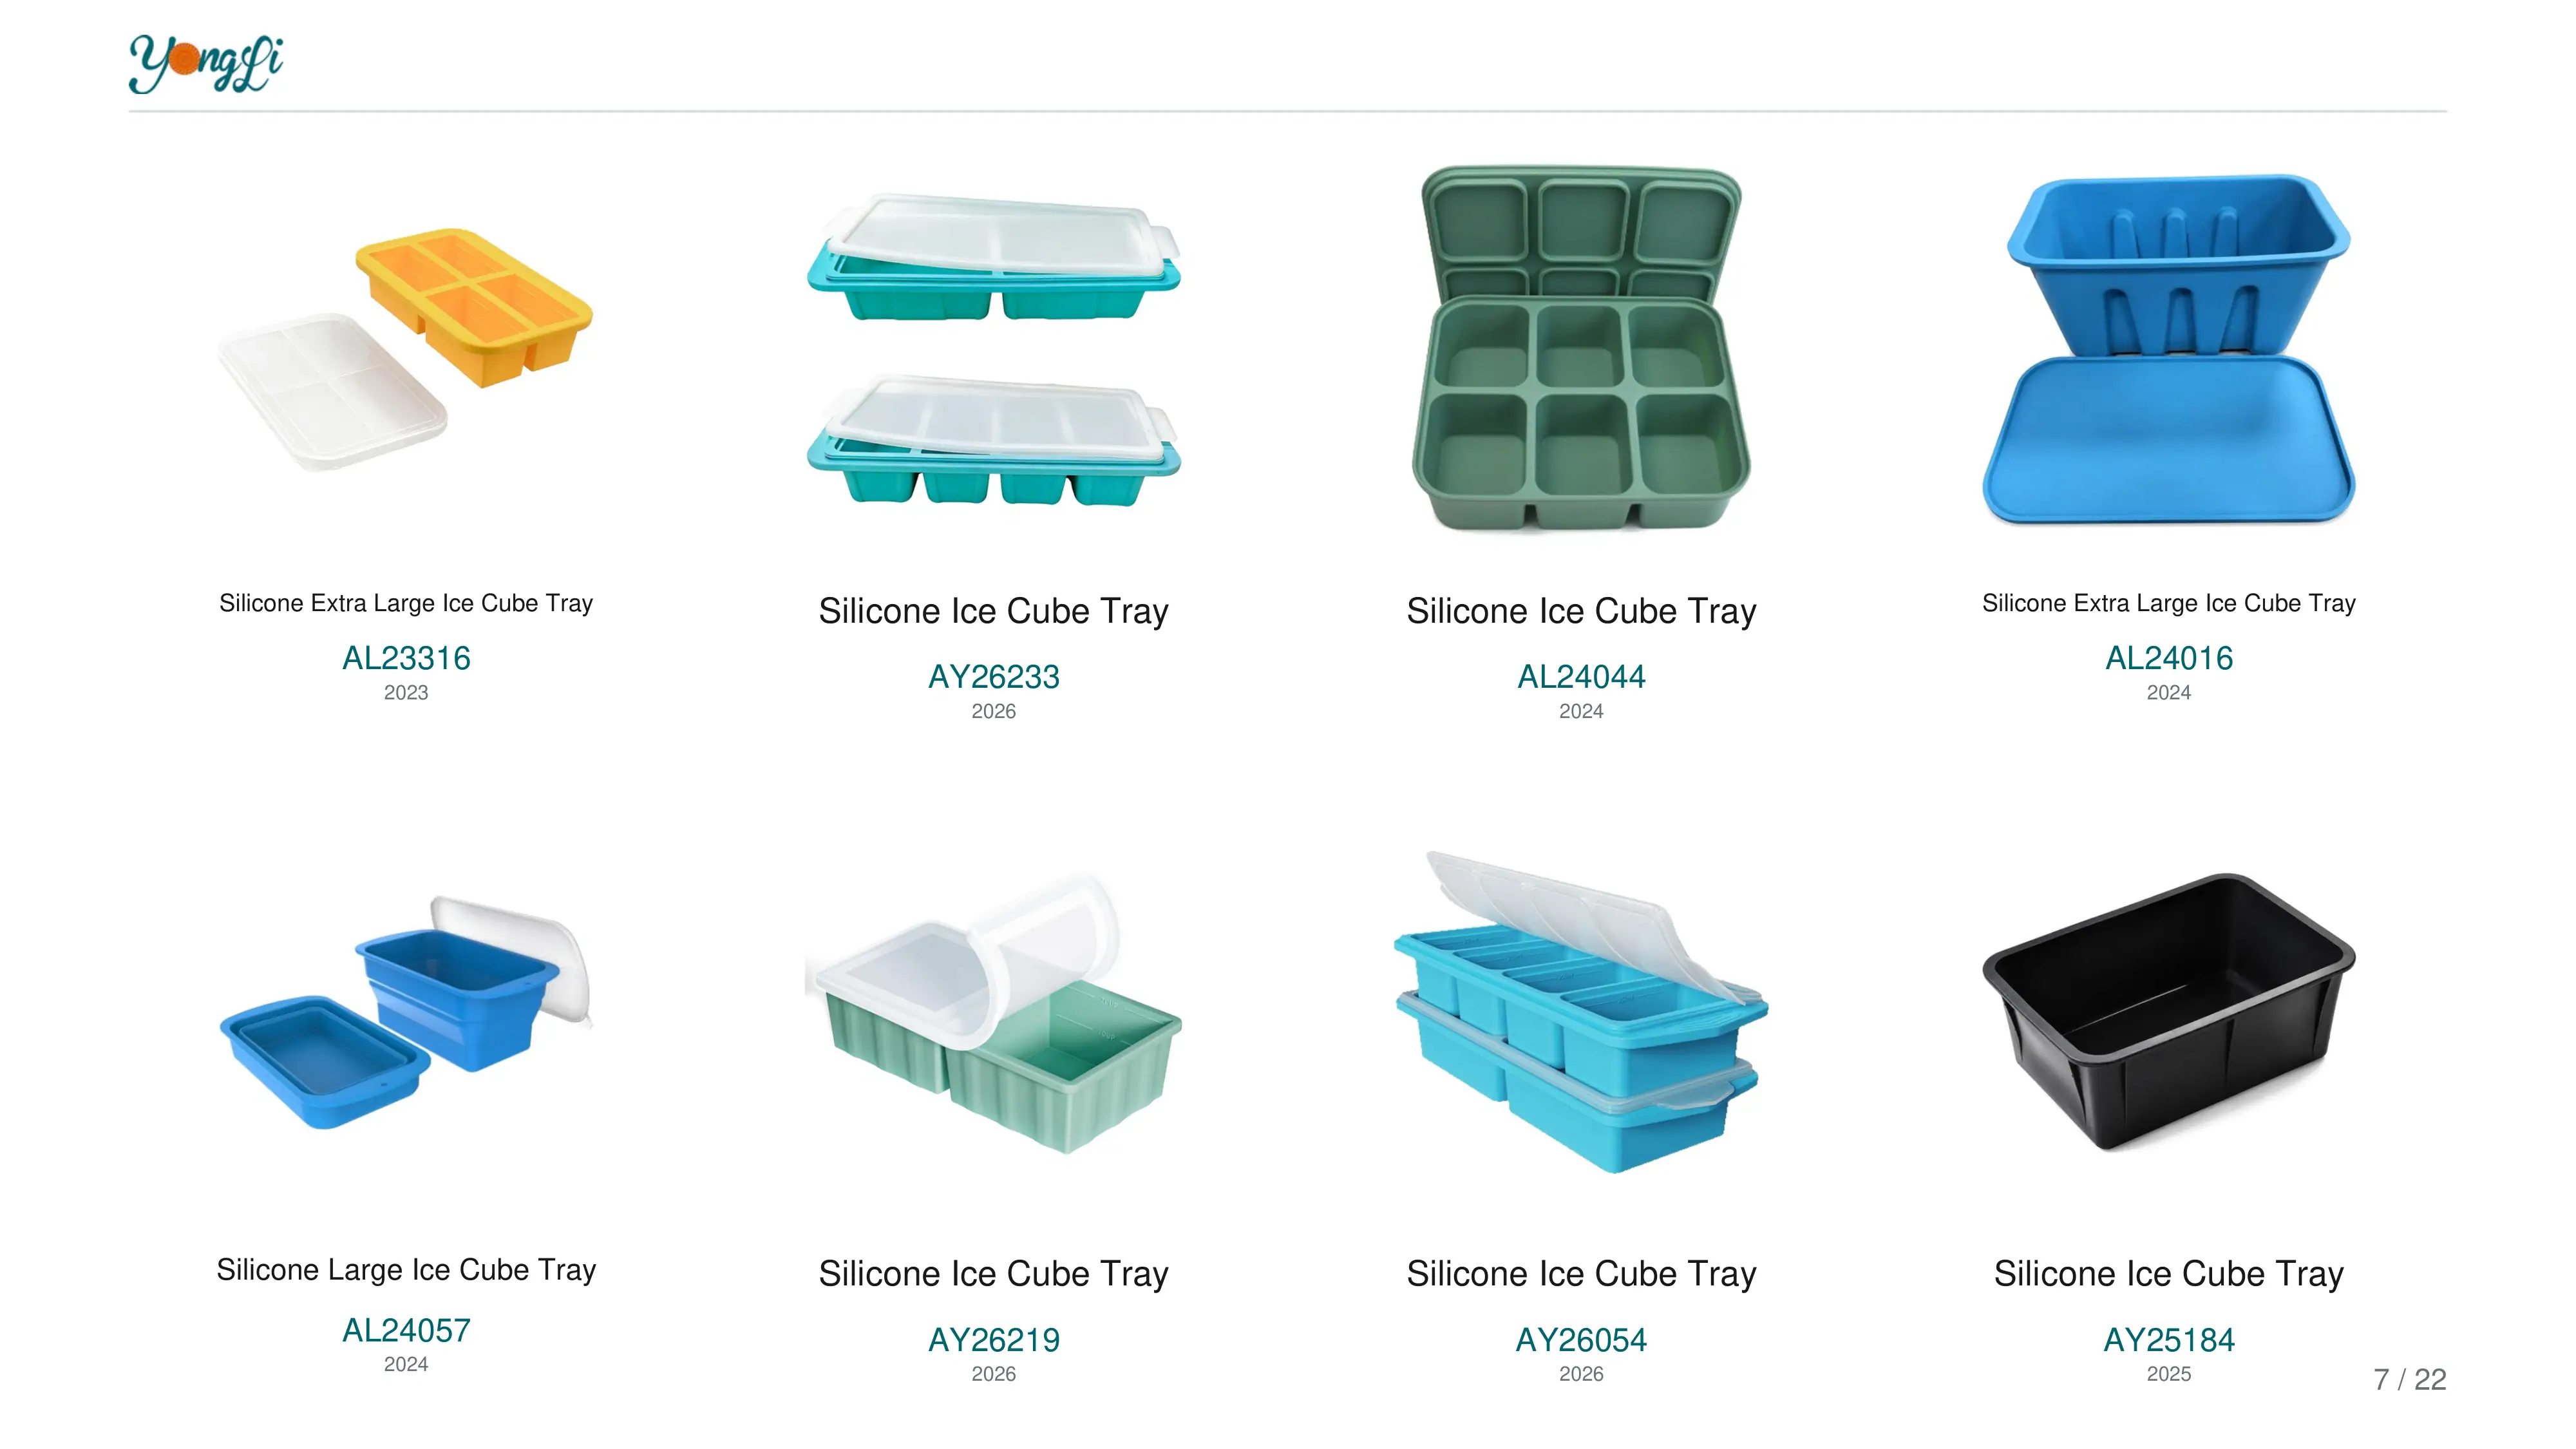 YongLi
Silicone Extra Large Ice Cube Tray
AL23316
2023
Silicone Ice Cube Tray
AY26233
2026
Silicone Ice Cube Tray
AL24044
2024
Silicone Extra Large Ice Cube Tray
AL24016
2024
Silicone Large Ice Cube Tray
AL24057
2024
Silicone Ice Cube Tray
AY26219
2026
Silicone Ice Cube Tray
AY26054
2026
Silicone Ice Cube Tray
AY25184
2025
7 / 22